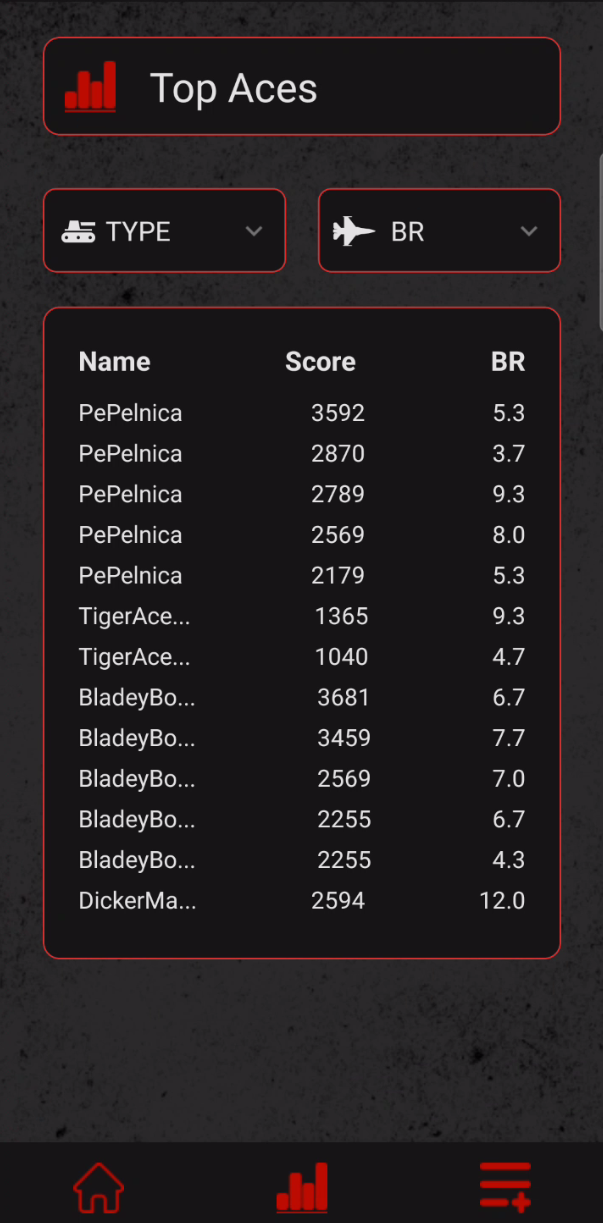 Top Aces
TYPE BR
Name Score BR
PePelnica 3592 5.3
PePelnica 2870 3.7
PePelnica 2789 9.3
PePelnica 2569 8.0
PePelnica 2179 5.3
TigerAce... 1365 9.3
TigerAce... 1040 4.7
BladeyBo... 3681 6.7
BladeyBo... 3459 7.7
BladeyBo... 2569 7.0
BladeyBo... 2255 6.7
BladeyBo... 2255 4.3
DickerMa... 2594 12.0